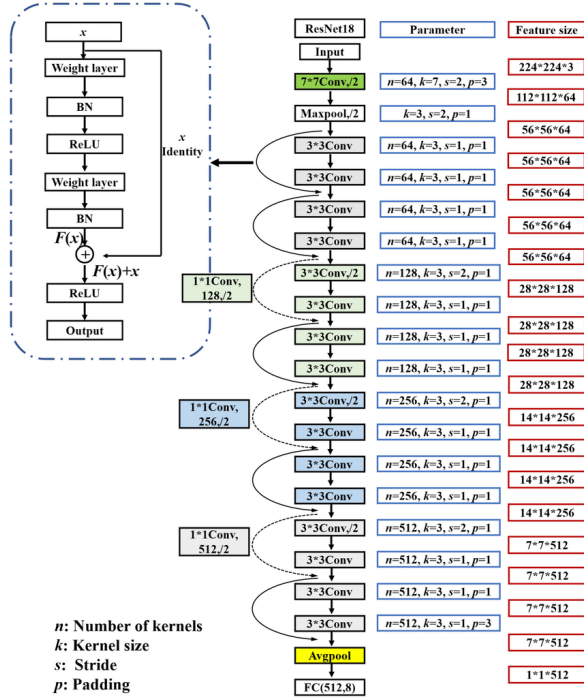 x
Weight layer
BN
ReLU
Weight layer
BN
F(x)
+
F(x)+x
ReLU
Output
x
Identity
ResNet18
Parameter
Feature size
Input
224*224*3
7*7Conv,/2
n=64, k=7, s=2, p=3
112*112*64
Maxpool,/2
k=3, s=2, p=1
56*56*64
3*3Conv
n=64, k=3, s=1, p=1
56*56*64
3*3Conv
n=64, k=3, s=1, p=1
56*56*64
3*3Conv
n=64, k=3, s=1, p=1
56*56*64
3*3Conv
n=64, k=3, s=1, p=1
56*56*64
1*1Conv,
128,/2
3*3Conv,/2
n=128, k=3, s=2, p=1
28*28*128
3*3Conv
n=128, k=3, s=1, p=1
28*28*128
3*3Conv
n=128, k=3, s=1, p=1
28*28*128
3*3Conv
n=128, k=3, s=1, p=1
28*28*128
1*1Conv,
256,/2
3*3Conv,/2
n=256, k=3, s=2, p=1
14*14*256
3*3Conv
n=256, k=3, s=1, p=1
14*14*256
3*3Conv
n=256, k=3, s=1, p=1
14*14*256
3*3Conv
n=256, k=3, s=1, p=1
14*14*256
1*1Conv,
512,/2
3*3Conv,/2
n=512, k=3, s=2, p=1
7*7*512
3*3Conv
n=512, k=3, s=1, p=1
7*7*512
3*3Conv
n=512, k=3, s=1, p=1
7*7*512
3*3Conv
n=512, k=3, s=1, p=3
7*7*512
Avgpool
1*1*512
FC(512,8)
n: Number of kernels
k: Kernel size
s: Stride
p: Padding